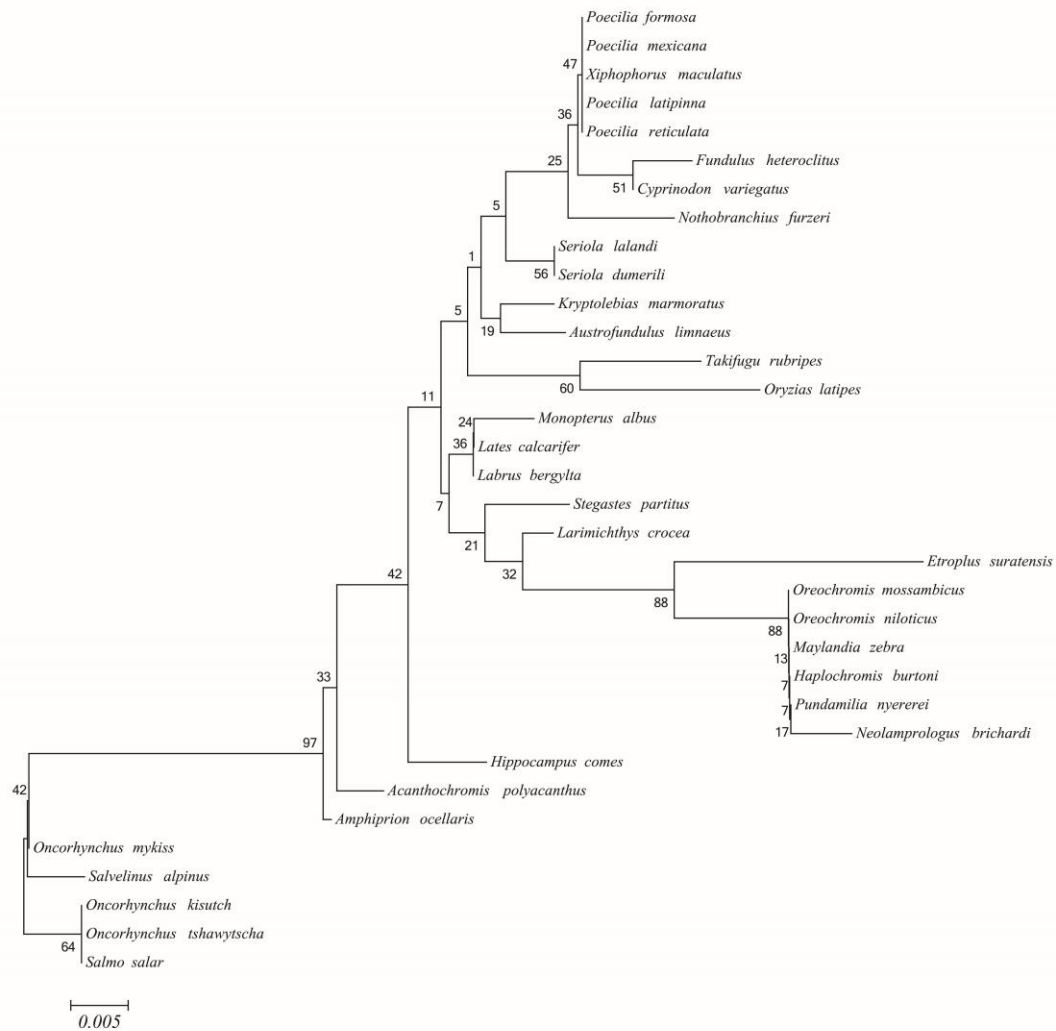 Poecilia formosa
Poecilia mexicana
47
Xiphophorus maculatus
Poecilia latipinna
36
Poecilia reticulata
25
Fundulus heteroclitus
51
Cyprinodon variegatus
5
Nothobranchius furzeri
1
Seriola lalandi
56
Seriola dumerili
5
Kryptolebias marmoratus
19
Austrofundulus limnaeus
Takifugu rubripes
60
Oryzias latipes
11
24
Monopterus albus
36
Lates calcarifer
Labrus bergylta
7
Stegastes partitus
21
Larimichthys crocea
32
Etroplus suratensis
42
88
Oreochromis mossambicus
88
Oreochromis niloticus
13
Maylandia zebra
33
7
Haplochromis burtoni
7
Pundamilia nyererei
17
Neolamprologus brichardi
97
Hippocampus comes
42
Acanthochromis polyacanthus
Amphiprion ocellaris
Oncorhynchus mykiss
Salvelinus alpinus
Oncorhynchus kisutch
64
Oncorhynchus tshawytscha
Salmo salar
0.005